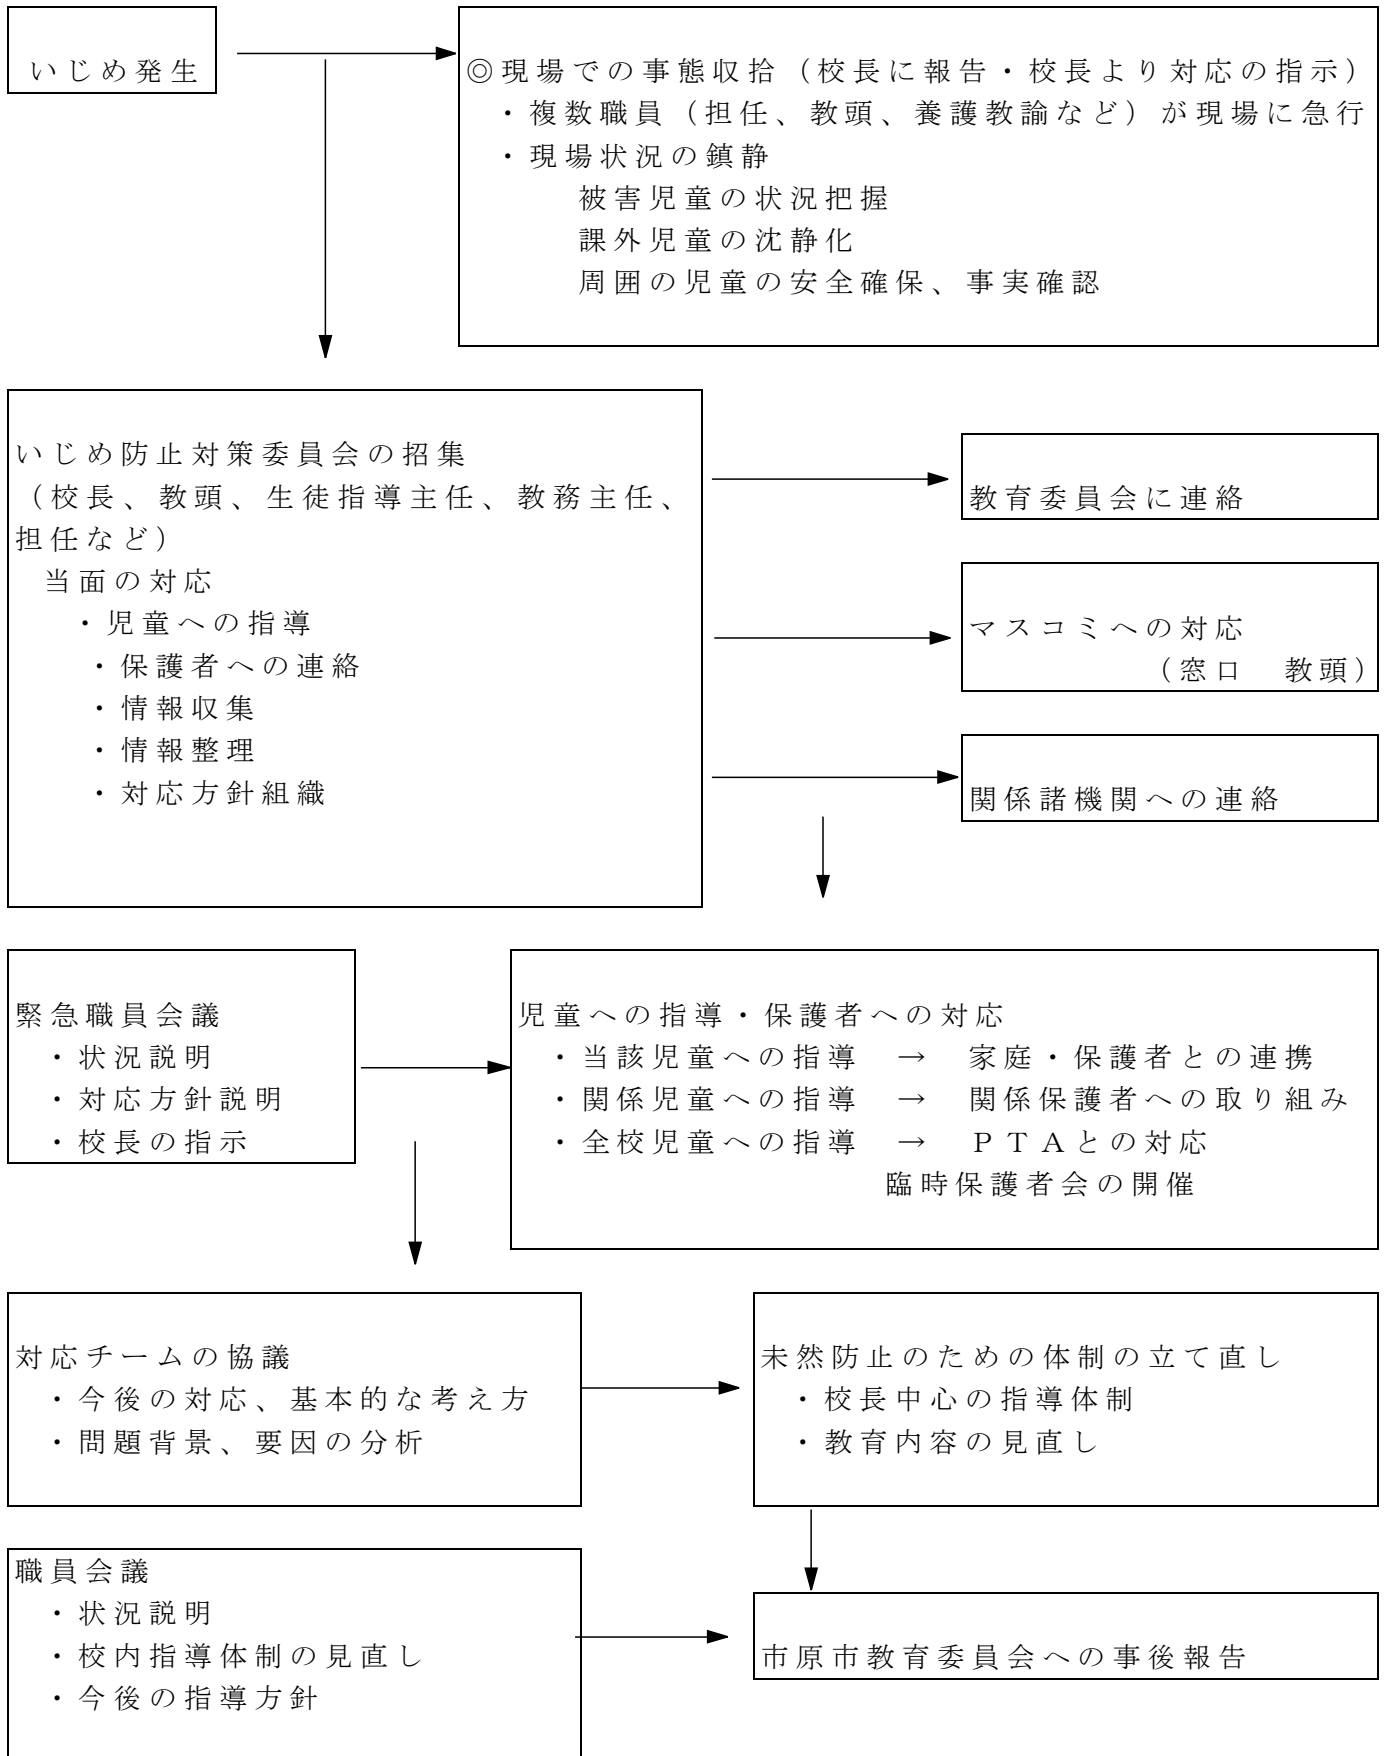 いじめ発生
◎現場での事態収拾（校長に報告・校長より対応の指示）
・複数職員（担任、教頭、養護教諭など）が現場に急行
・現場状況の鎮静
被害児童の状況把握
課外児童の沈静化
周囲の児童の安全確保、事実確認
いじめ防止対策委員会の招集
（校長、教頭、生徒指導主任、教務主任、
担任など）
当面の対応
・児童への指導
・保護者への連絡
・情報収集
・情報整理
・対応方針組織
教育委員会に連絡
マスコミへの対応
（窓口　教頭）
関係諸機関への連絡
緊急職員会議
・状況説明
・対応方針説明
・校長の指示
児童への指導・保護者への対応
・当該児童への指導　→　家庭・保護者との連携
・関係児童への指導　→　関係保護者への取り組み
・全校児童への指導　→　ＰＴＡとの対応
臨時保護者会の開催
対応チームの協議
・今後の対応、基本的な考え方
・問題背景、要因の分析
未然防止のための体制の立て直し
・校長中心の指導体制
・教育内容の見直し
職員会議
・状況説明
・校内指導体制の見直し
・今後の指導方針
市原市教育委員会への事後報告